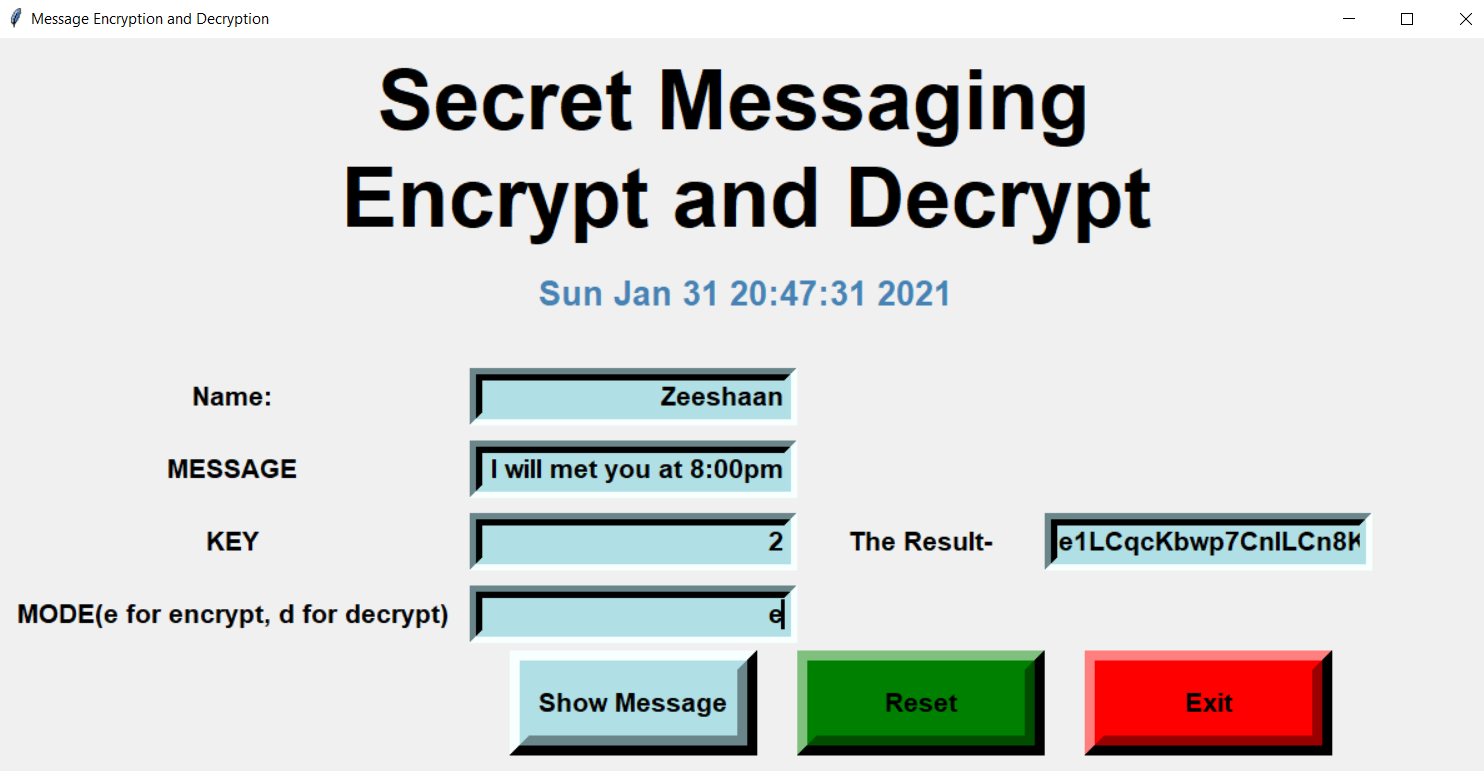 Message Encryption and Decryption
Secret Messaging
Encrypt and Decrypt
Sun Jan 31 20:47:31 2021
Name: Zeeshaan
MESSAGE I will met you at 8:00pm
KEY 2 The Result- e1LCqcKbwp7CnlLCn8K
MODE(e for encrypt, d for decrypt) e
Show Message Reset Exit